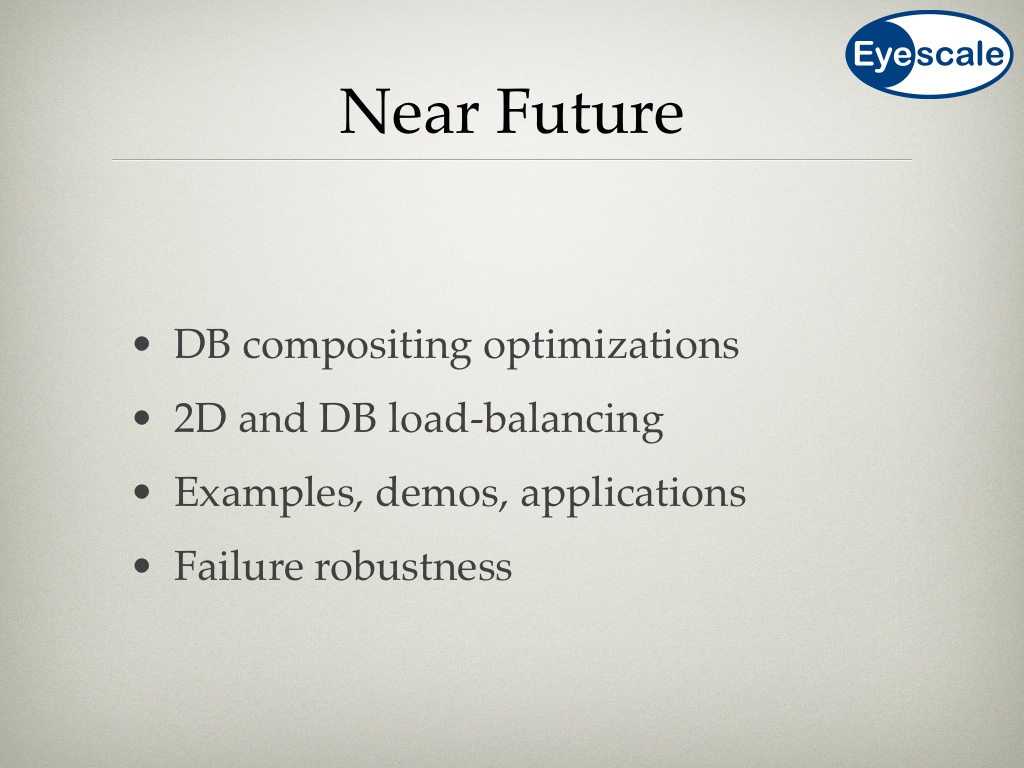 Eyescale
Near Future
• DB compositing optimizations
• 2D and DB load-balancing
• Examples, demos, applications
• Failure robustness